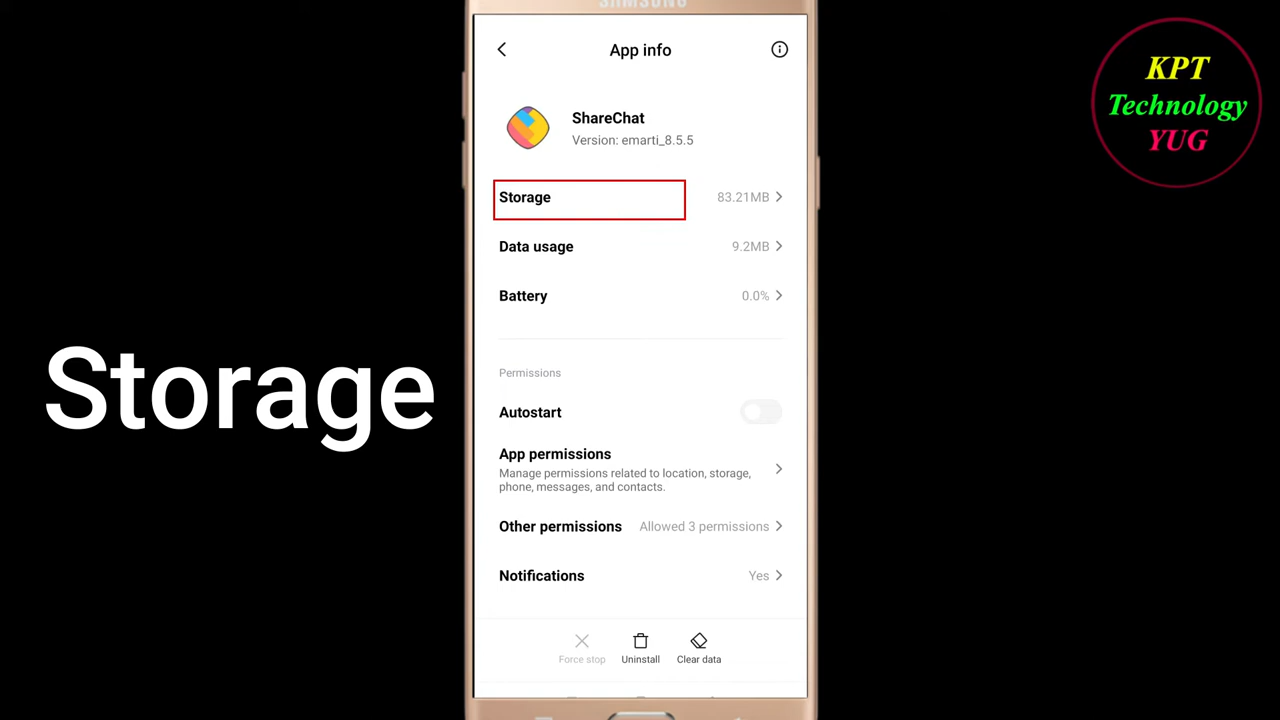 SAMSUNG
App info
ShareChat
Version: emarti_8.5.5
Storage 83.21MB
Data usage 9.2MB
Battery 0.0%
Permissions
Autostart
App permissions
Manage permissions related to location, storage,
phone, messages, and contacts.
Other permissions Allowed 3 permissions
Notifications Yes
Force stop Uninstall Clear data
Storage
KPT
Technology
YUG